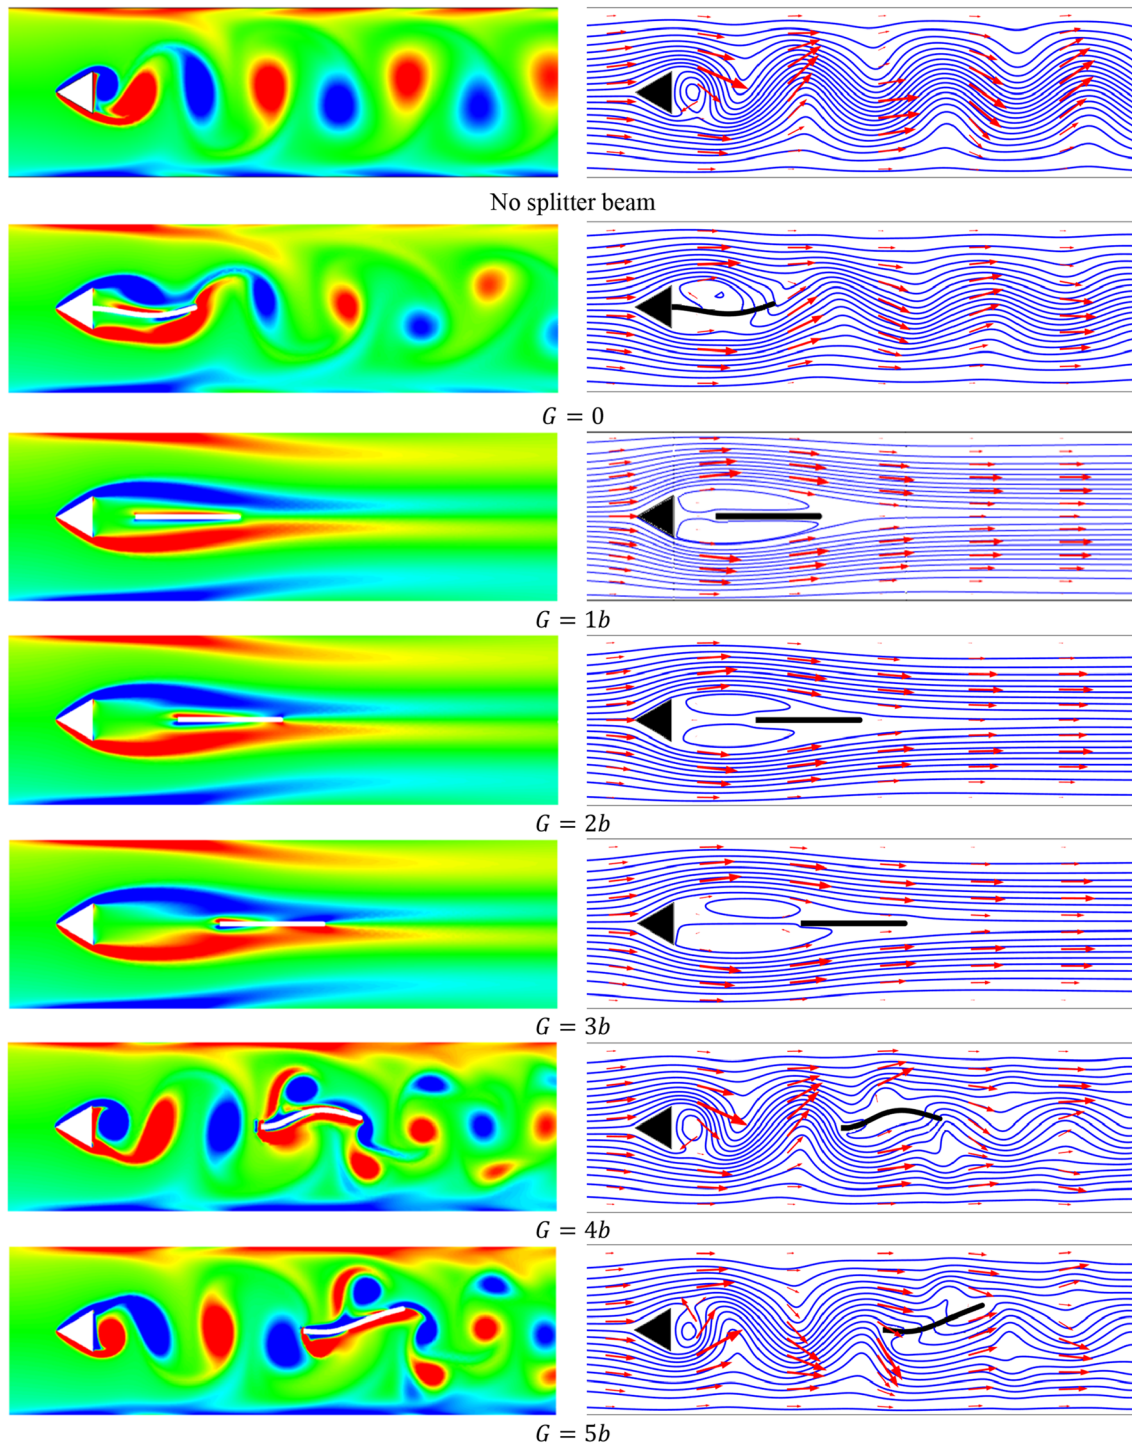 No splitter beam
G = 0
G = 1b
G = 2b
G = 3b
G = 4b
G = 5b